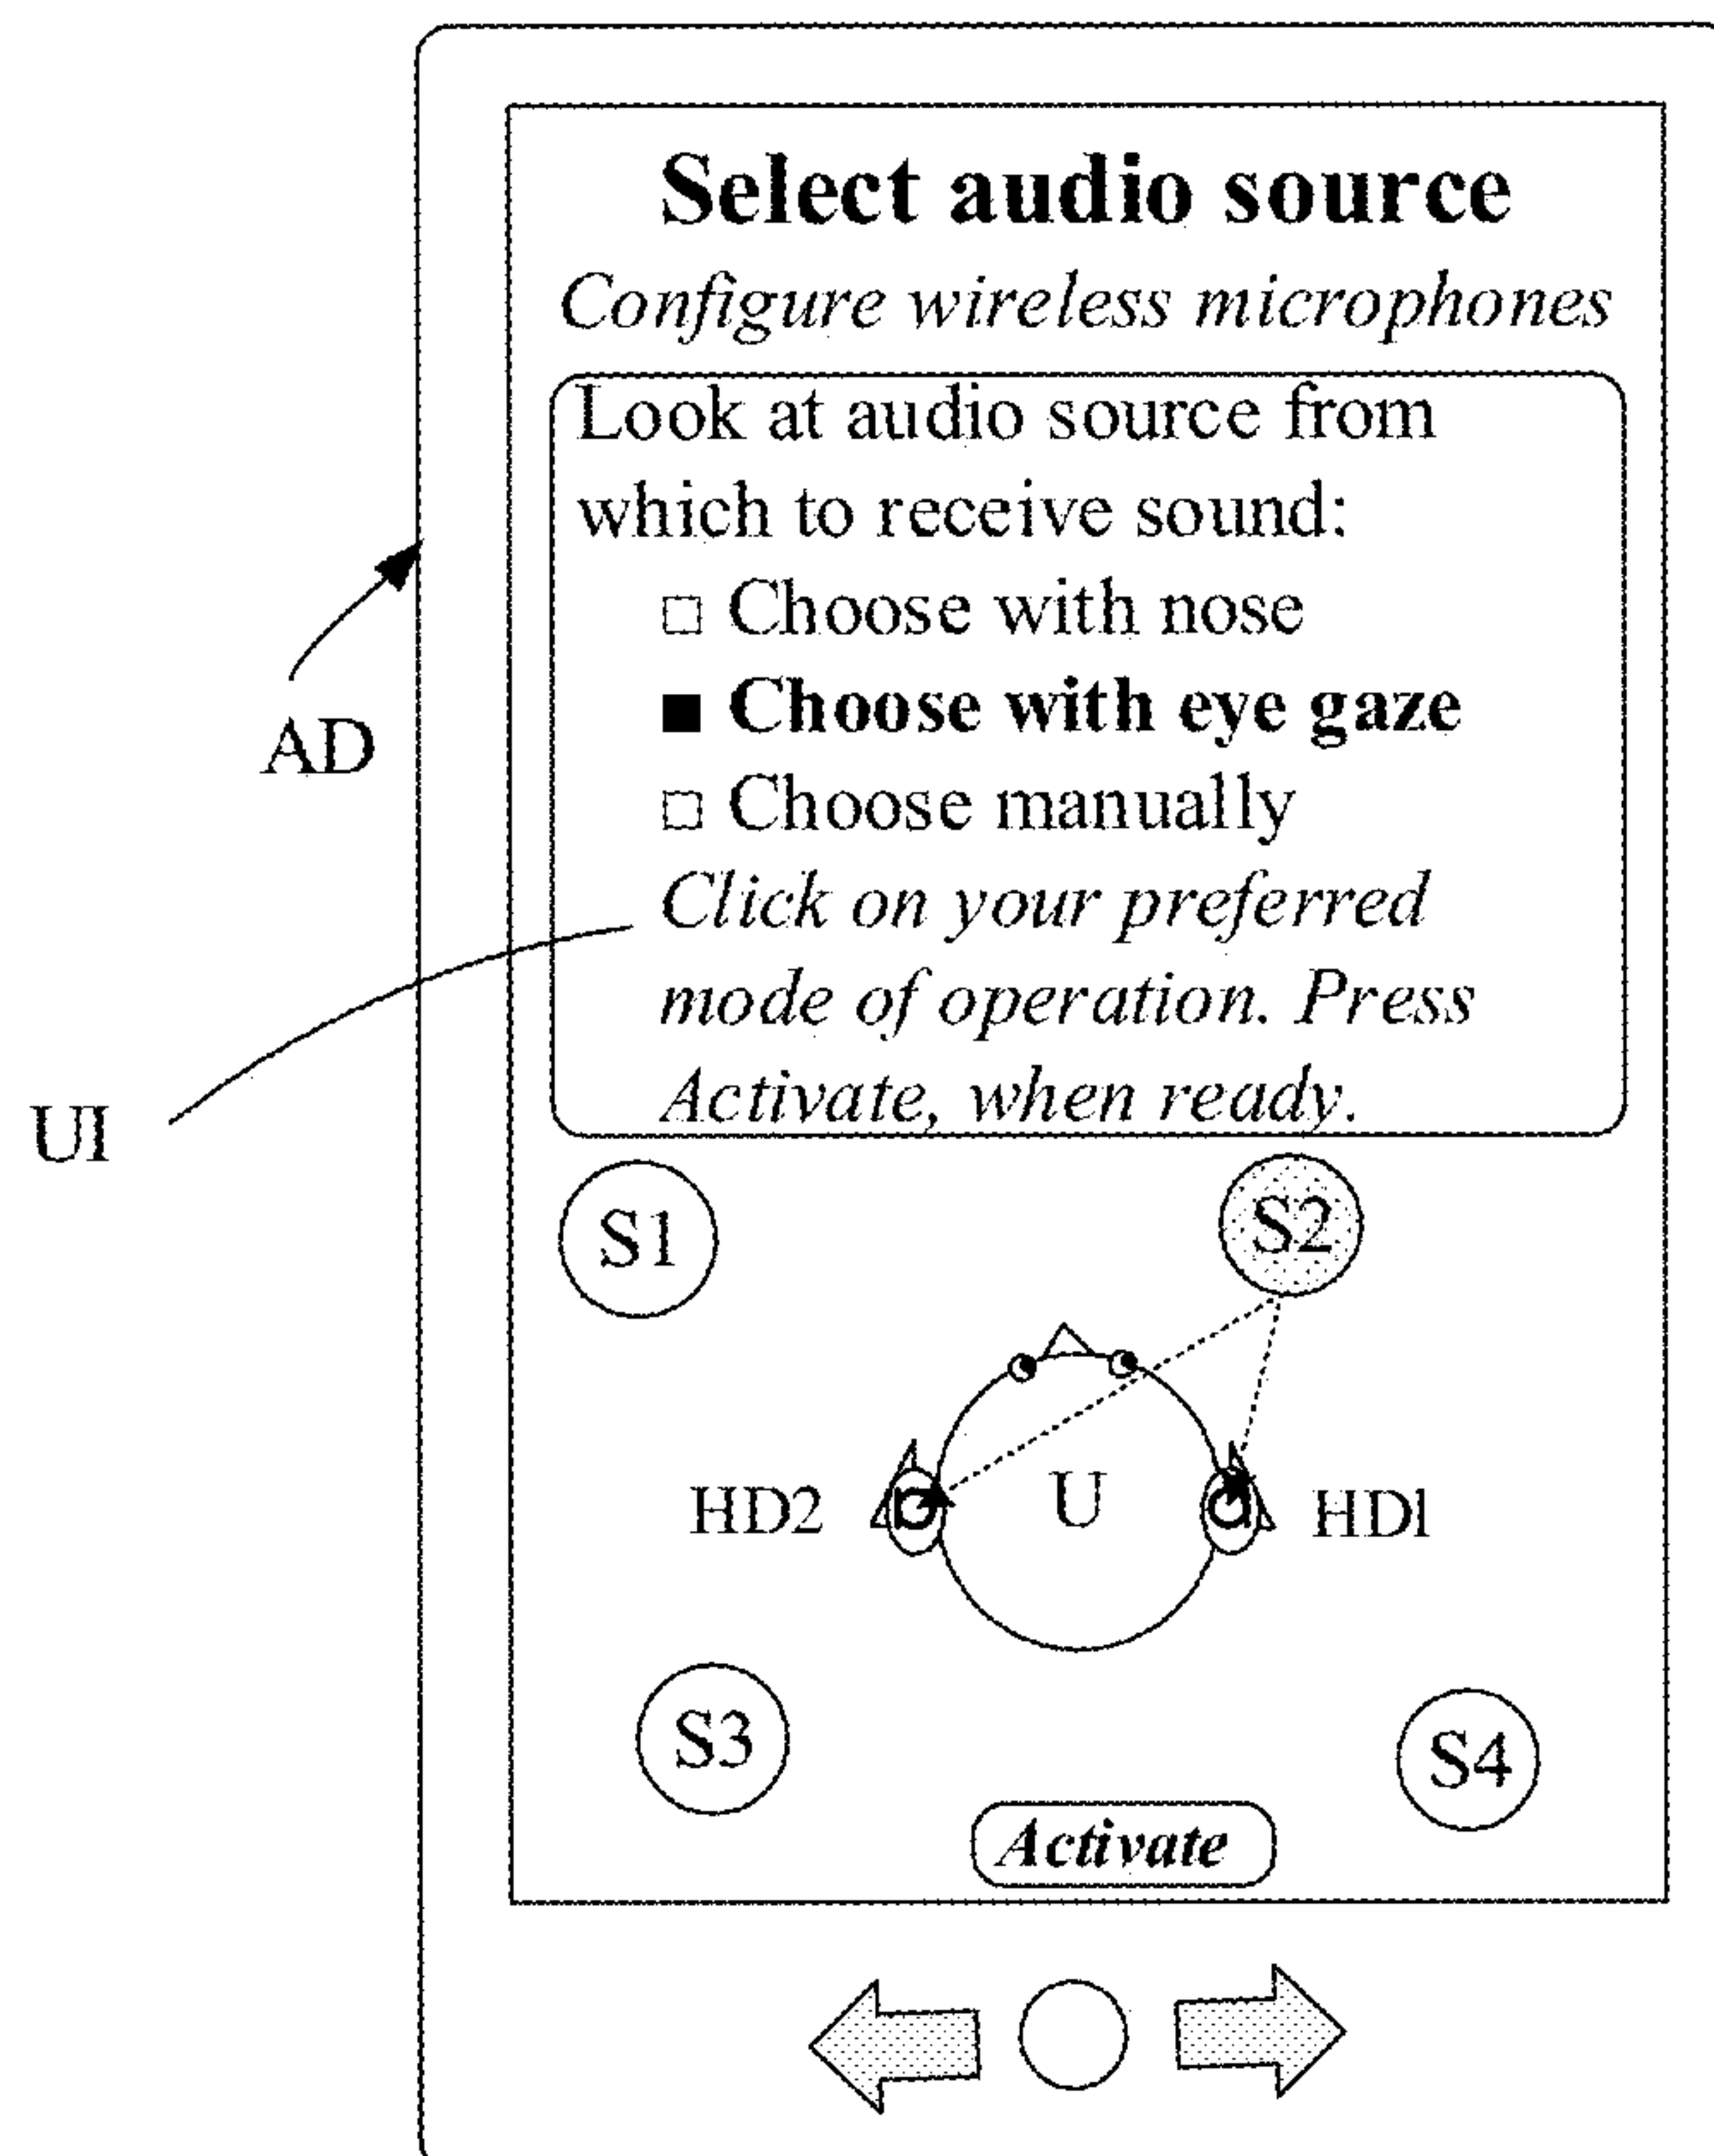 Select audio source
Configure wireless microphones
Look at audio source from
which to receive sound:
Choose with nose
Choose with eye gaze
Choose manually
Click on your preferred
mode of operation. Press
Activate, when ready.
AD
UI
S1
S2
HD2
U
HD1
S3
S4
Activate